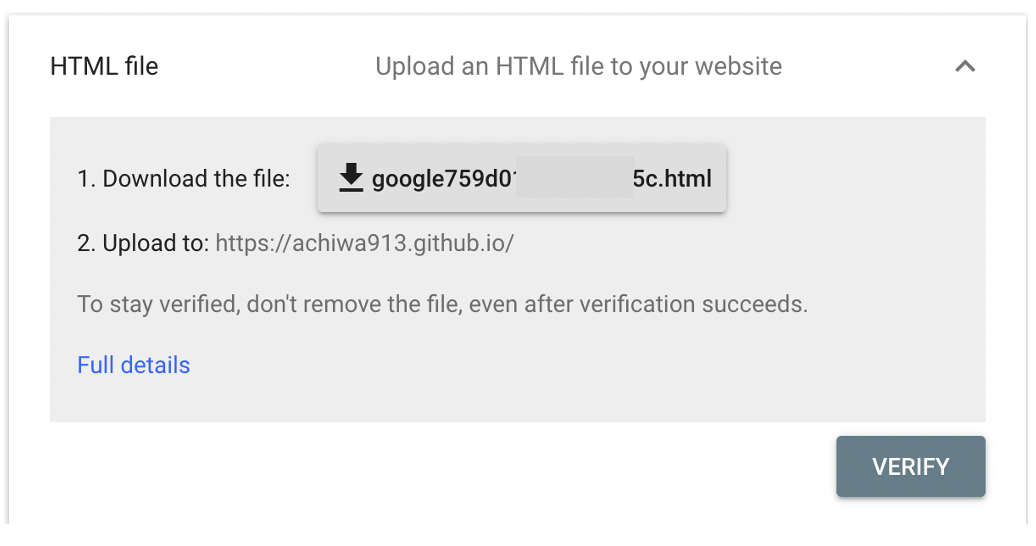 HTML file Upload an HTML file to your website
1. Download the file: google759d0 5c.html
2. Upload to: https://achiwa913.github.io/
To stay verified, don't remove the file, even after verification succeeds.
Full details
VERIFY